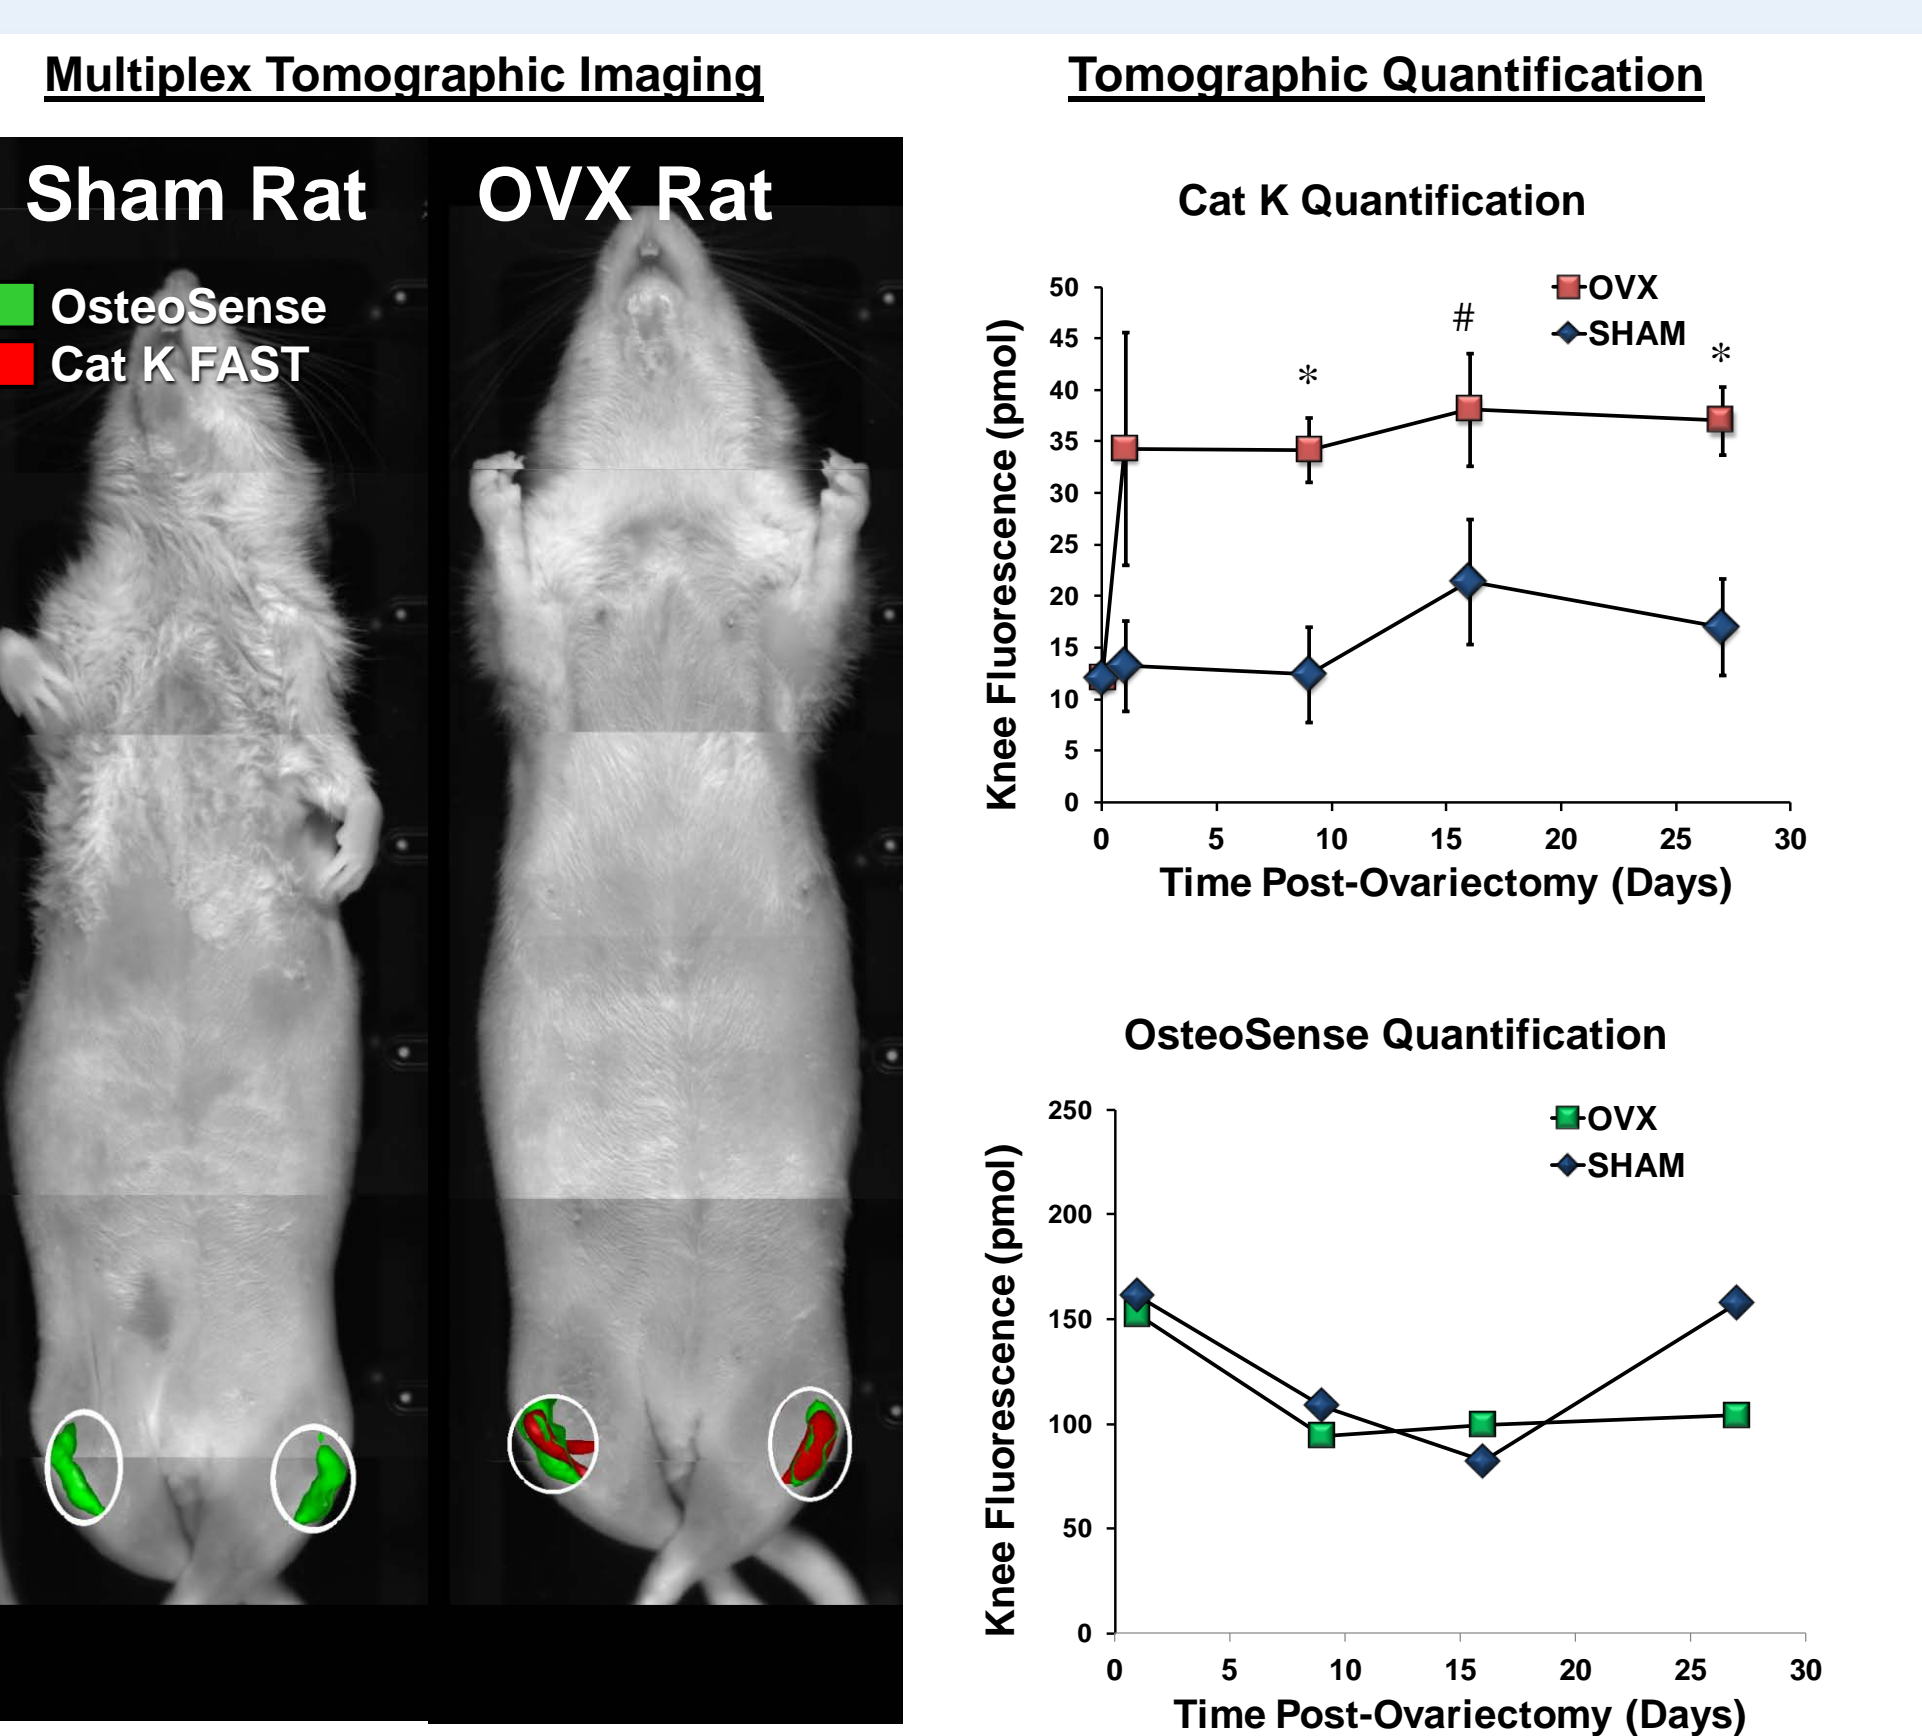 Multiplex Tomographic Imaging
Sham Rat
OVX Rat
OsteoSense
Cat K FAST
Tomographic Quantification
Cat K Quantification
OVX
SHAM
#
*
*
50
45
40
35
30
25
20
15
10
5
0
Knee Fluorescence (pmol)
0 5 10 15 20 25 30
Time Post-Ovariectomy (Days)
OsteoSense Quantification
OVX
SHAM
250
200
150
100
50
0
Knee Fluorescence (pmol)
0 5 10 15 20 25 30
Time Post-Ovariectomy (Days)